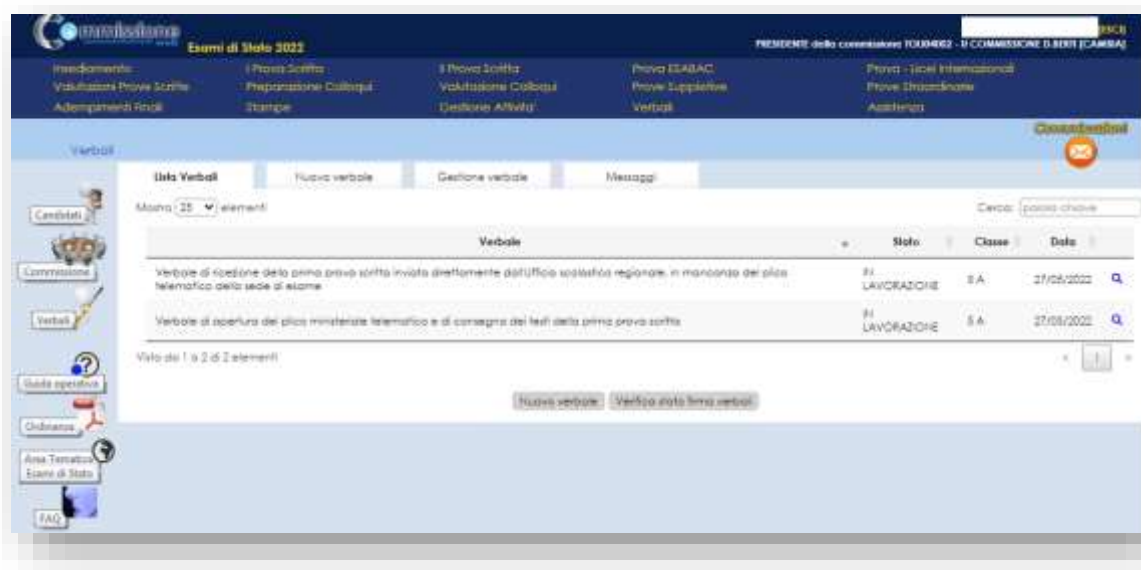 Commissione
Esami di Stato 2022
[ESCI]
PRESIDENTE della commissione - II COMMISSIONE D.BERTI [CAMBIA]
Insediamento I Prova Scritta II Prova Scritta Prova ESABAC Prova - Licei Internazionali
Valutazioni Prove Scritte Preparazione Colloqui Valutazione Colloqui Prove Suppletive Prove Straordinarie
Adempimenti Finali Stampe Gestione Attivita' Verbali Assistenza
Comunicazioni
Verbali
Lista Verbali Nuovo verbale Gestione verbale Messaggi
Candidati
Mostra 25 elementi Cerca: parola chiave
Verbale Stato Classe Data
Commissione
Verbale di ricezione della prima prova scritta inviata direttamente dall'Ufficio scolastico regionale, in mancanza del plico
telematico della sede di esame
IN
LAVORAZIONE
5 A 27/05/2022
Verbali
Verbale di apertura del plico ministeriale telematico e di consegna dei testi della prima prova scritta
IN
LAVORAZIONE
5 A 27/05/2022
Vista da 1 a 2 di 2 elementi 1
Guida operativa
Nuovo verbale Verifica stato firma verbali
Ordinanza
Area Tematica
Esami di Stato
FAQ